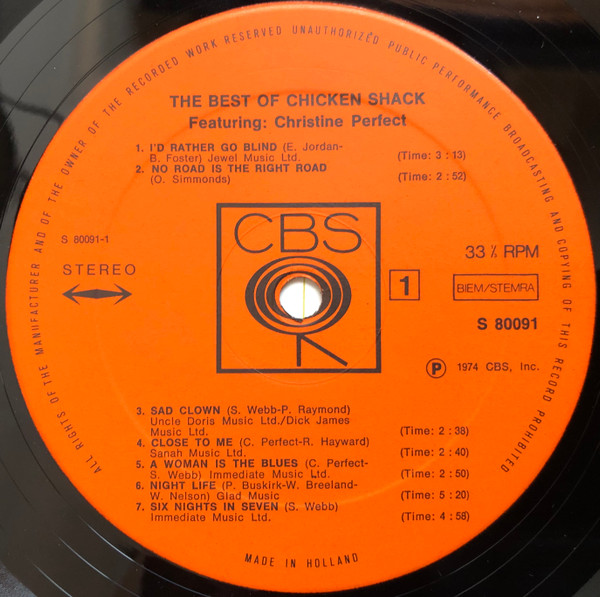 ALL RIGHTS OF THE MANUFACTURER AND OF THE OWNER OF THE RECORDED WORK RESERVED UNAUTHORIZED PUBLIC PERFORMANCE BROADCASTING AND COPYING OF THIS RECORD PROHIBITED
THE BEST OF CHICKEN SHACK
Featuring: Christine Perfect
1. I'D RATHER GO BLIND (E. Jordan-
B. Foster) Jewel Music Ltd. (Time: 3 : 13)
2. NO ROAD IS THE RIGHT ROAD
(O. Simmonds) (Time: 2 : 52)
CBS
S 80091-1
STEREO
1
33 ⅓ RPM
BIEM/STEMRA
S 80091
℗ 1974 CBS, Inc.
3. SAD CLOWN (S. Webb-P. Raymond)
Uncle Doris Music Ltd./Dick James
Music Ltd. (Time: 2 : 38)
4. CLOSE TO ME (C. Perfect-R. Hayward)
Sanah Music Ltd. (Time: 2 : 40)
5. A WOMAN IS THE BLUES (C. Perfect-
S. Webb) Immediate Music Ltd. (Time: 2 : 50)
6. NIGHT LIFE (P. Buskirk-W. Breeland-
W. Nelson) Glad Music (Time: 5 : 20)
7. SIX NIGHTS IN SEVEN (S. Webb)
Immediate Music Ltd. (Time: 4 : 58)
MADE IN HOLLAND